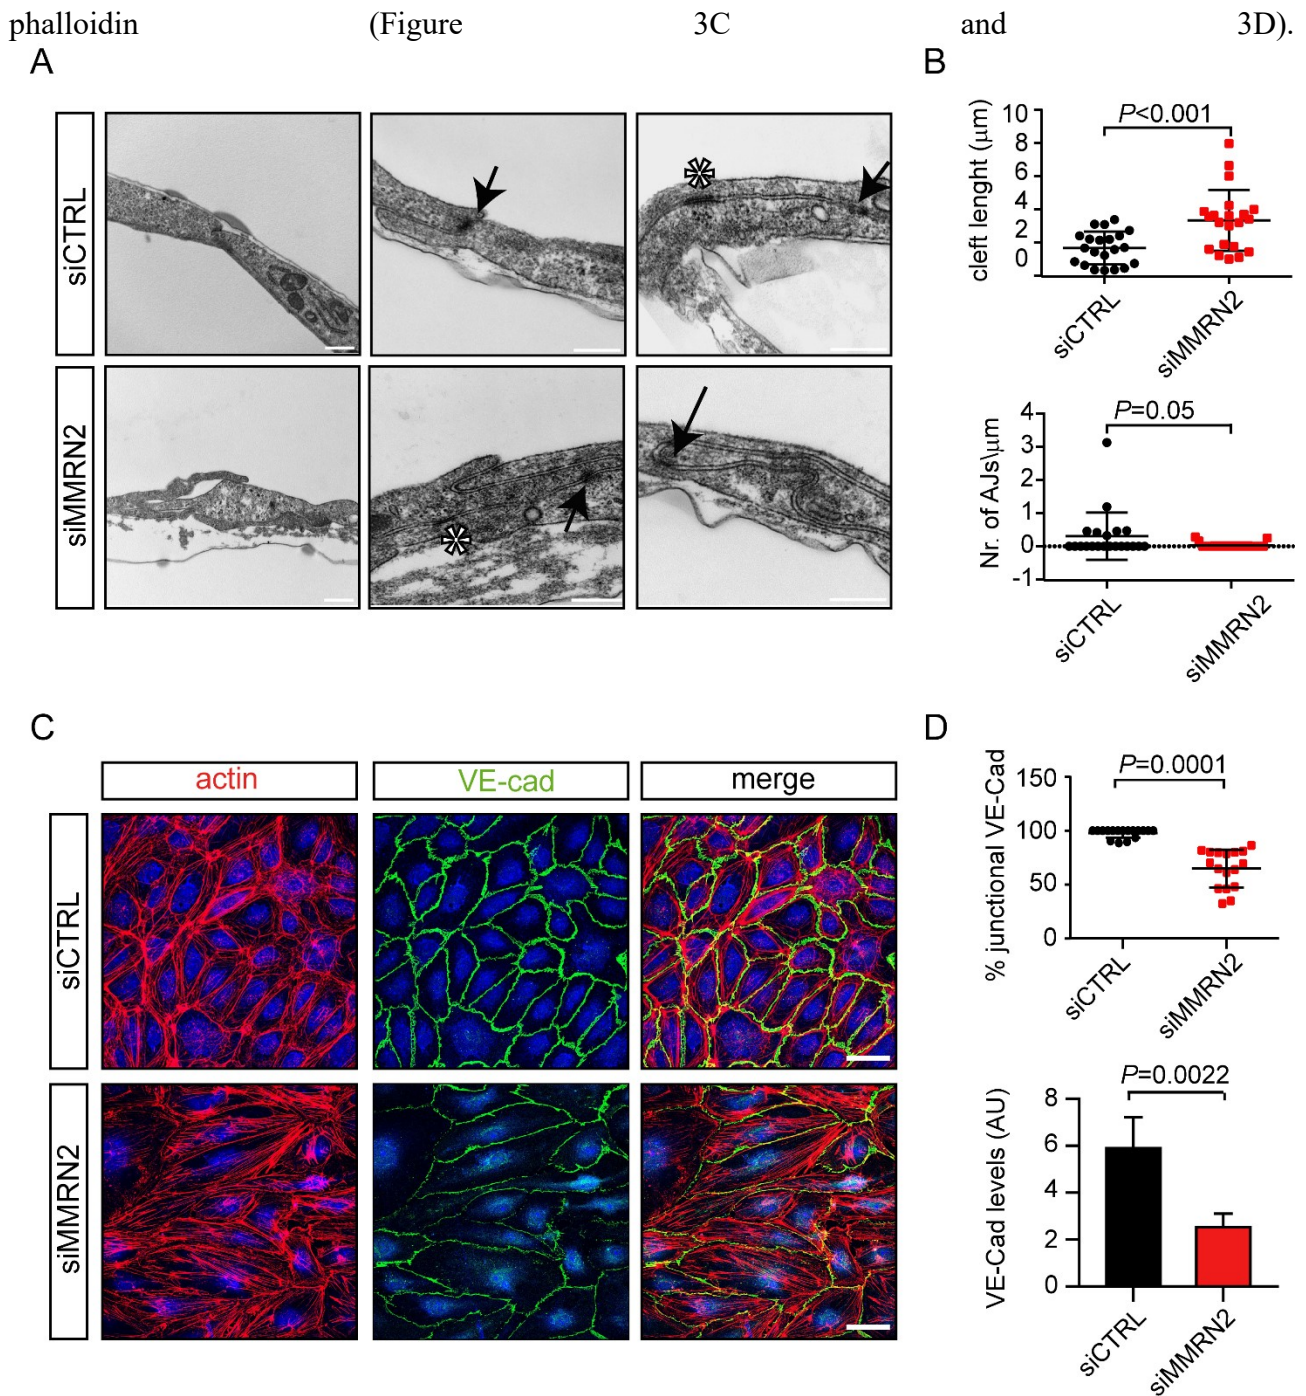 phalloidin (Figure 3C and 3D).
A
siCTRL
siMMRN2
B
cleft lenght (μm)
P<0.001
10
8
6
4
2
0
siCTRL
siMMRN2
Nr. of AJs\μm
P=0.05
4
3
2
1
0
-1
siCTRL
siMMRN2
C
actin
VE-cad
merge
siCTRL
siMMRN2
D
% junctional VE-Cad
P=0.0001
150
100
50
0
siCTRL
siMMRN2
VE-Cad levels (AU)
P=0.0022
8
6
4
2
0
siCTRL
siMMRN2